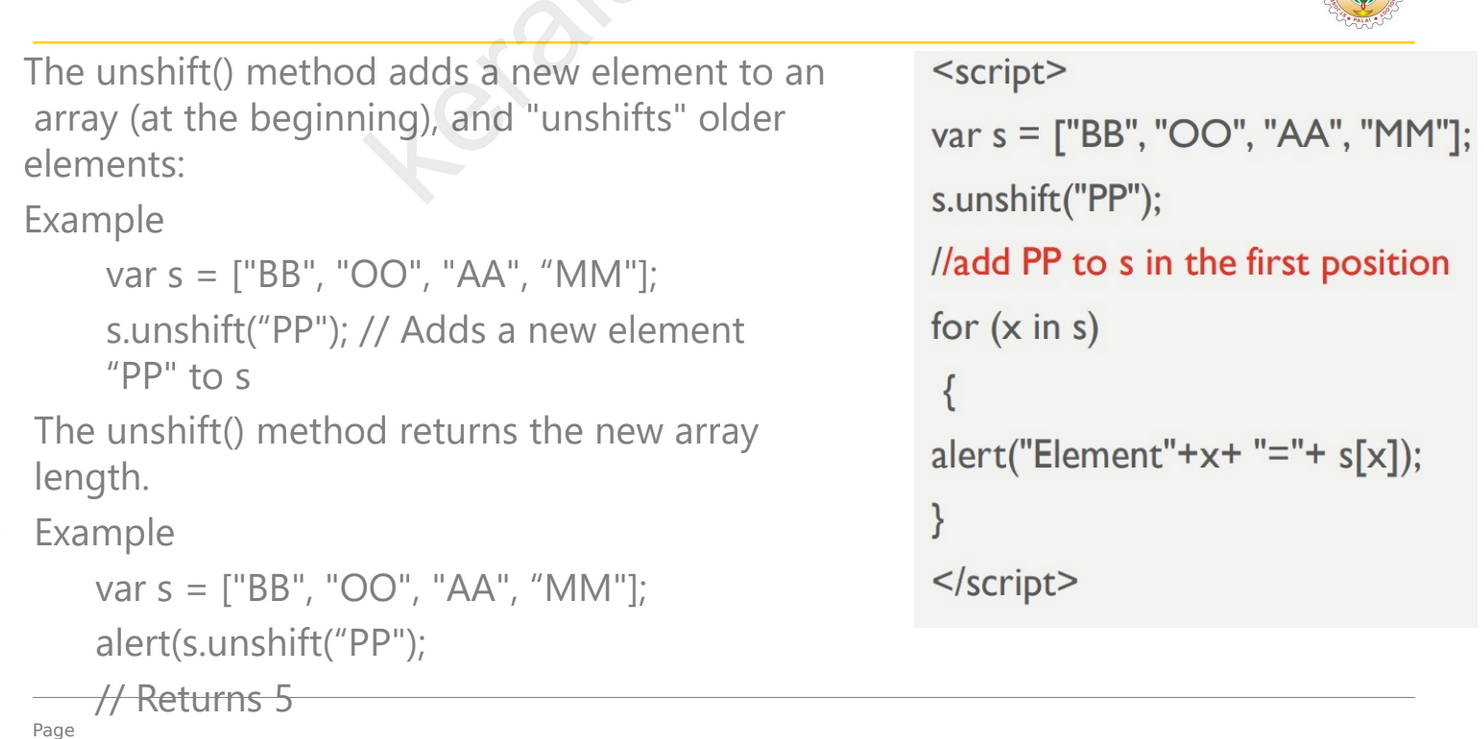 The unshift() method adds a new element to an
array (at the beginning), and "unshifts" older
elements:
Example
var s = ["BB", "OO", "AA", “MM"];
s.unshift(“PP"); // Adds a new element
“PP" to s
The unshift() method returns the new array
length.
Example
var s = ["BB", "OO", "AA", “MM"];
alert(s.unshift(“PP");
// Returns 5
<script>
var s = ["BB", "OO", "AA", "MM"];
s.unshift("PP");
//add PP to s in the first position
for (x in s)
{
alert("Element"+x+ "="+ s[x]);
}
</script>
Page
PALAI